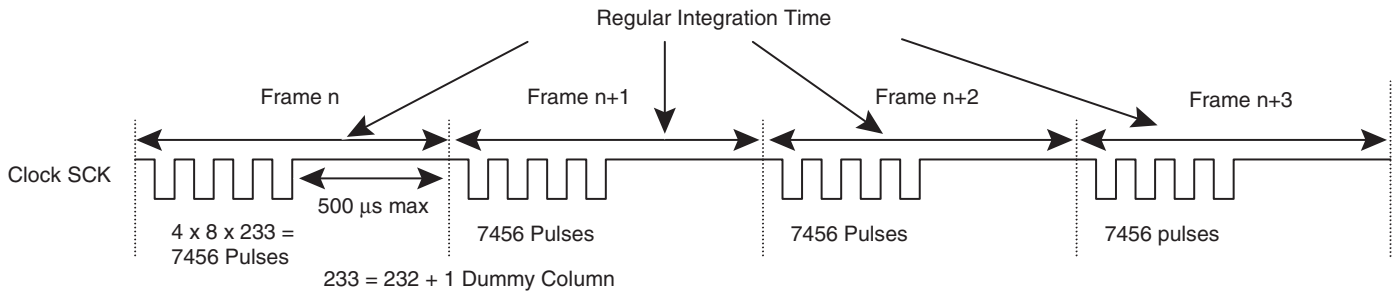 Regular Integration Time
Frame n
Frame n+1
Frame n+2
Frame n+3
Clock SCK
500 μs max
4 x 8 x 233 =
7456 Pulses
7456 Pulses
7456 Pulses
7456 pulses
233 = 232 + 1 Dummy Column